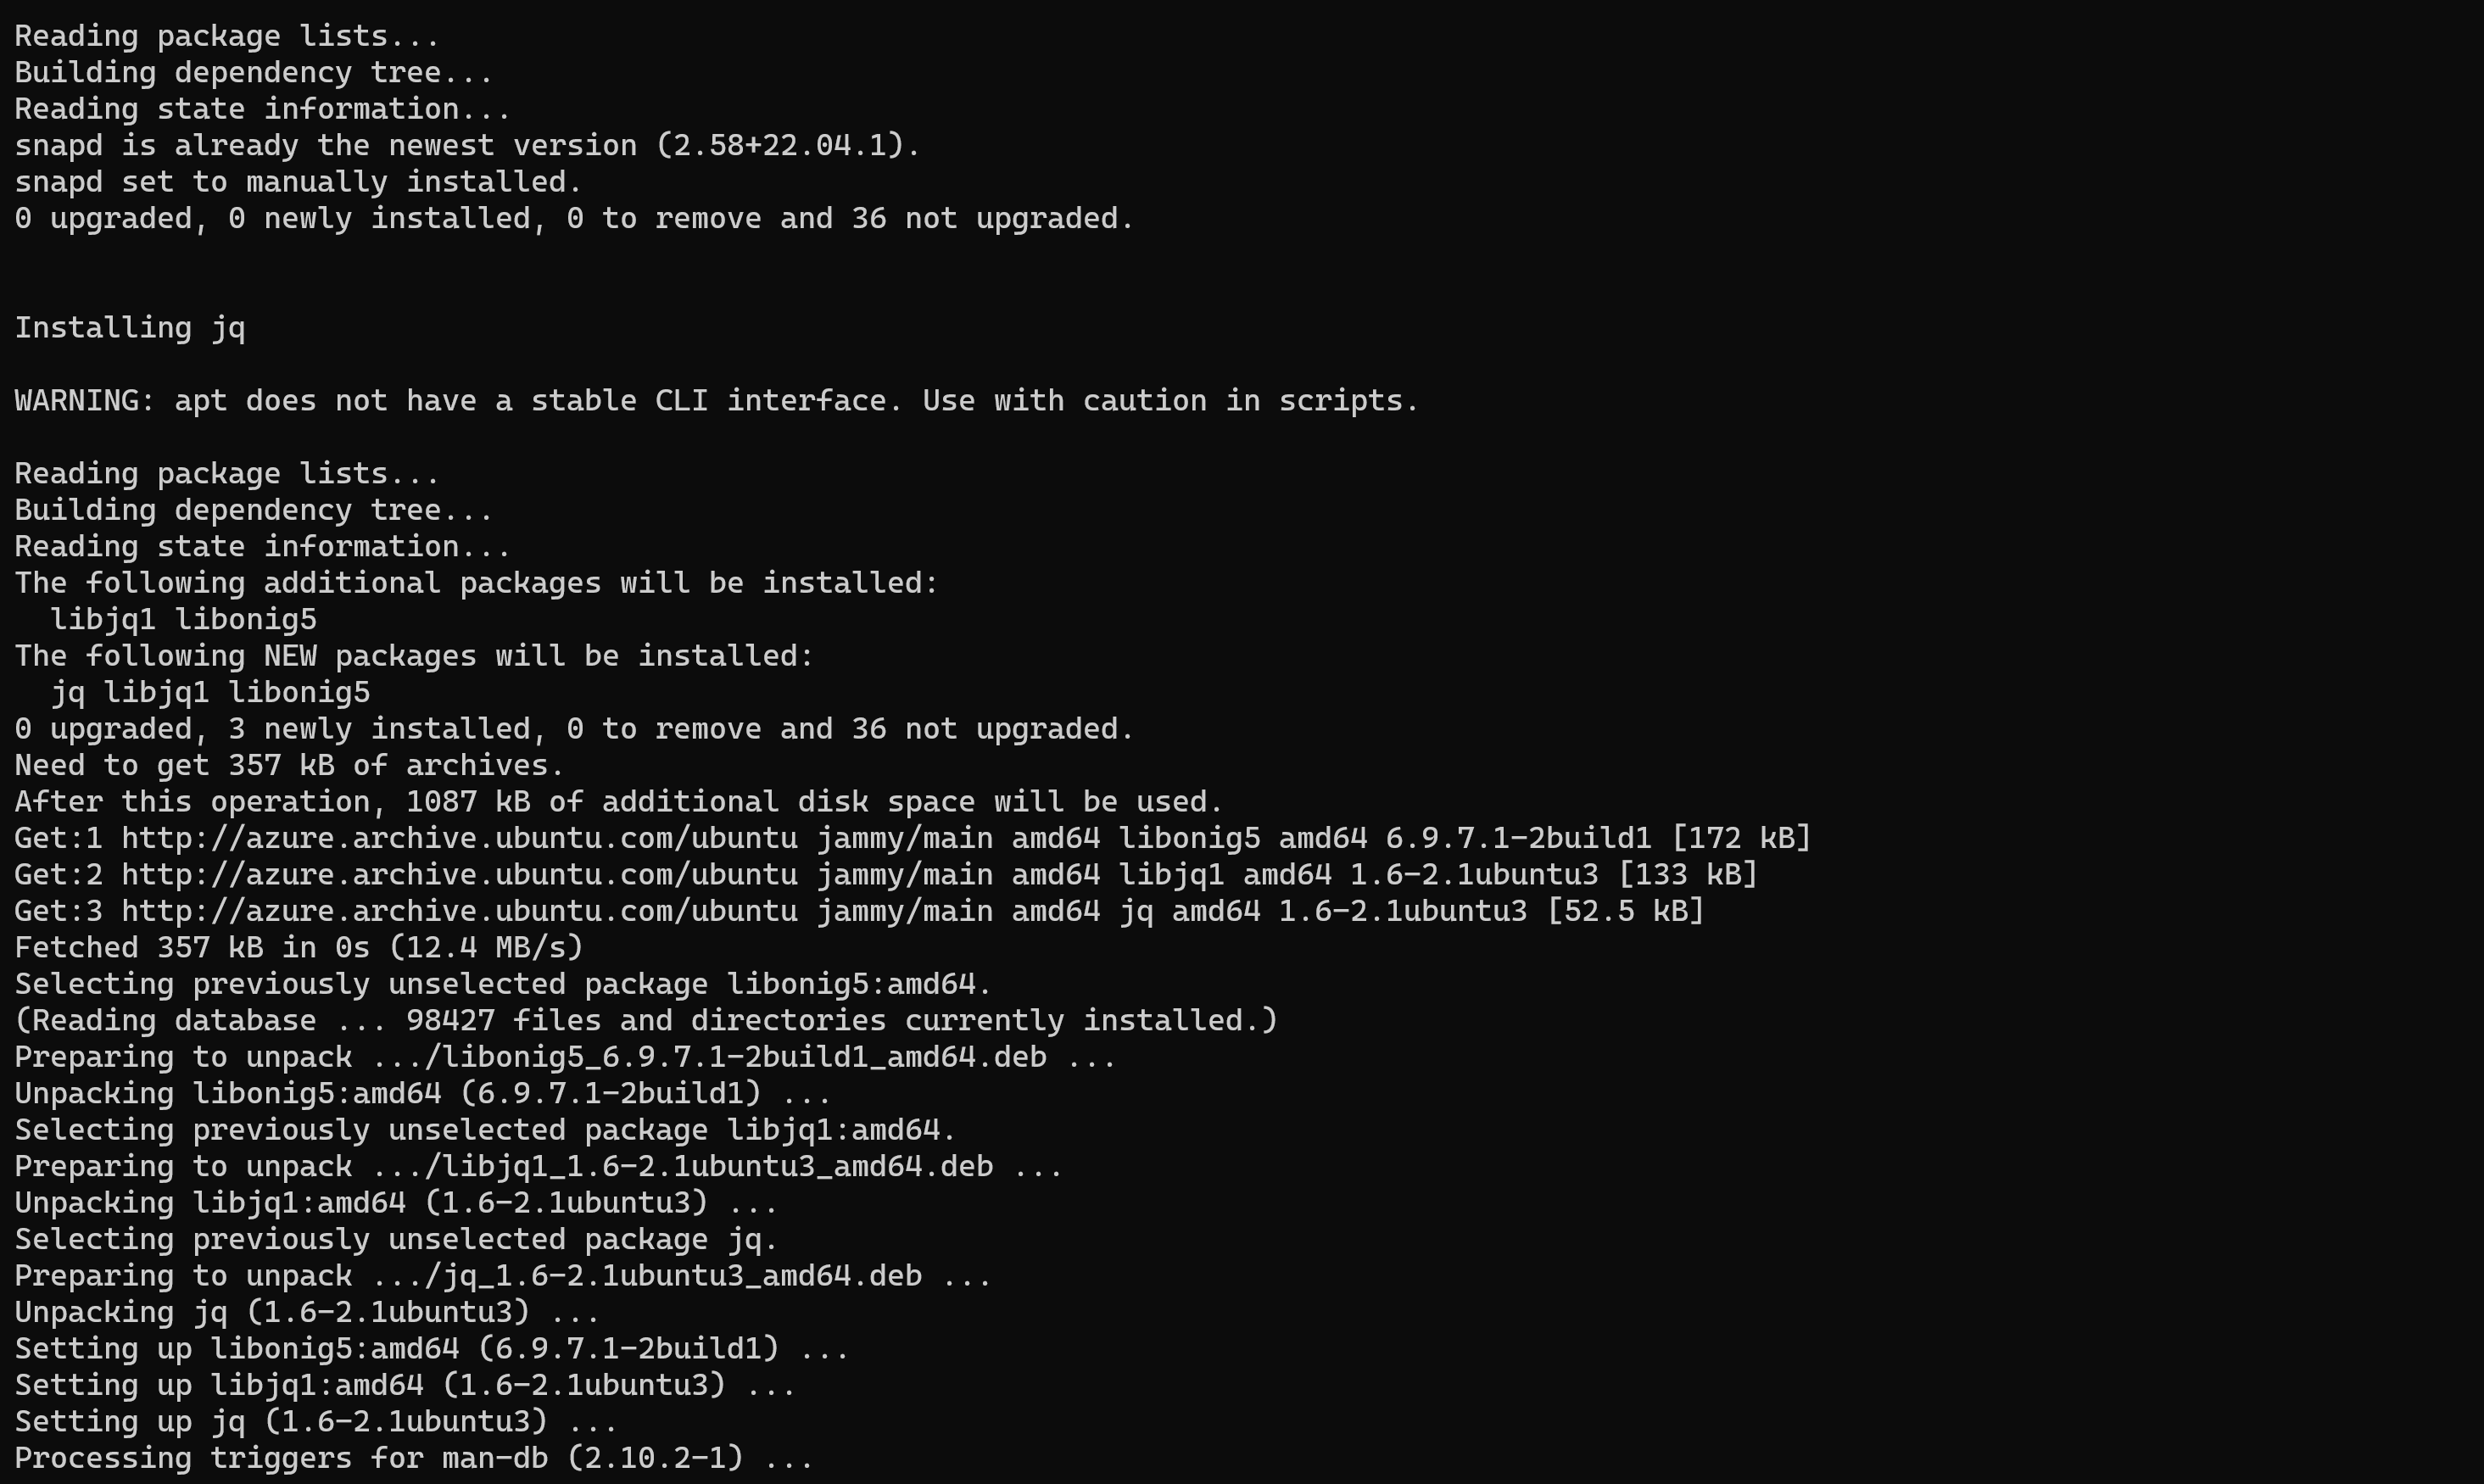 Reading package lists...
Building dependency tree...
Reading state information...
snapd is already the newest version (2.58+22.04.1).
snapd set to manually installed.
0 upgraded, 0 newly installed, 0 to remove and 36 not upgraded.
Installing jq
WARNING: apt does not have a stable CLI interface. Use with caution in scripts.
Reading package lists...
Building dependency tree...
Reading state information...
The following additional packages will be installed:
  libjq1 libonig5
The following NEW packages will be installed:
  jq libjq1 libonig5
0 upgraded, 3 newly installed, 0 to remove and 36 not upgraded.
Need to get 357 kB of archives.
After this operation, 1087 kB of additional disk space will be used.
Get:1 http://azure.archive.ubuntu.com/ubuntu jammy/main amd64 libonig5 amd64 6.9.7.1-2build1 [172 kB]
Get:2 http://azure.archive.ubuntu.com/ubuntu jammy/main amd64 libjq1 amd64 1.6-2.1ubuntu3 [133 kB]
Get:3 http://azure.archive.ubuntu.com/ubuntu jammy/main amd64 jq amd64 1.6-2.1ubuntu3 [52.5 kB]
Fetched 357 kB in 0s (12.4 MB/s)
Selecting previously unselected package libonig5:amd64.
(Reading database ... 98427 files and directories currently installed.)
Preparing to unpack .../libonig5_6.9.7.1-2build1_amd64.deb ...
Unpacking libonig5:amd64 (6.9.7.1-2build1) ...
Selecting previously unselected package libjq1:amd64.
Preparing to unpack .../libjq1_1.6-2.1ubuntu3_amd64.deb ...
Unpacking libjq1:amd64 (1.6-2.1ubuntu3) ...
Selecting previously unselected package jq.
Preparing to unpack .../jq_1.6-2.1ubuntu3_amd64.deb ...
Unpacking jq (1.6-2.1ubuntu3) ...
Setting up libonig5:amd64 (6.9.7.1-2build1) ...
Setting up libjq1:amd64 (1.6-2.1ubuntu3) ...
Setting up jq (1.6-2.1ubuntu3) ...
Processing triggers for man-db (2.10.2-1) ...